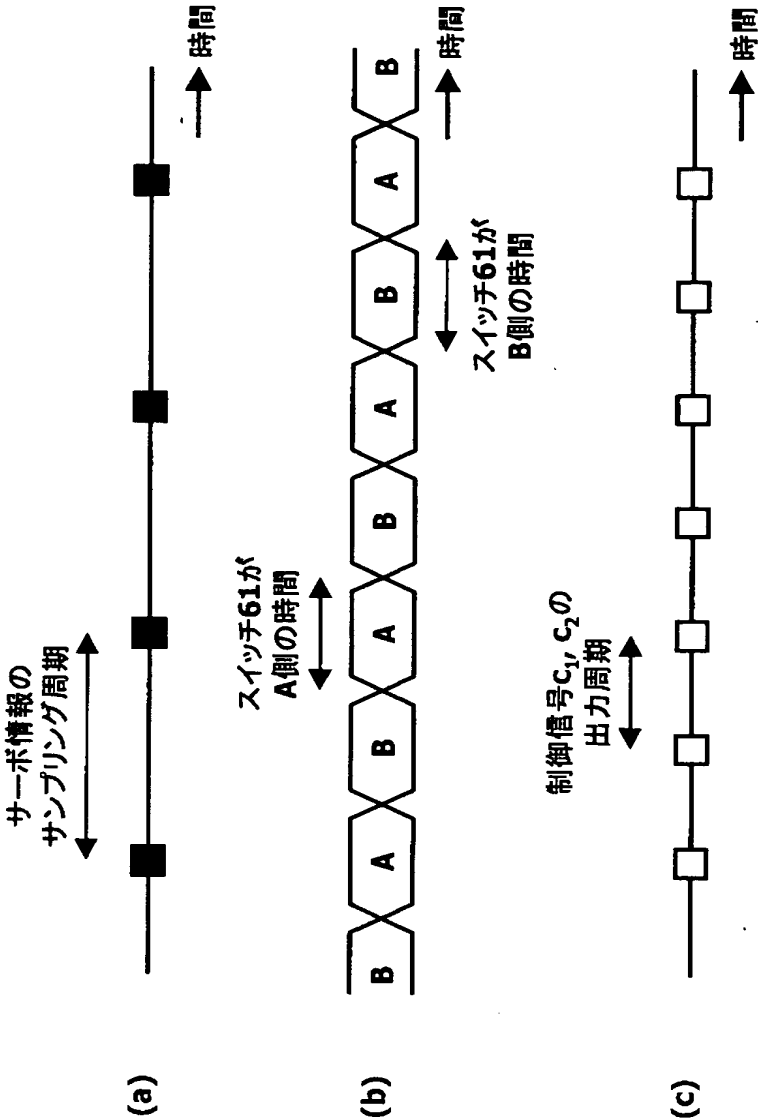 (a)
サーボ情報の
サンプリング周期
時間
(b)
B
A
B
A
B
A
B
A
B
スイッチ61が
A側の時間
スイッチ61が
B側の時間
時間
(c)
制御信号C₁, C₂の
出力周期
時間